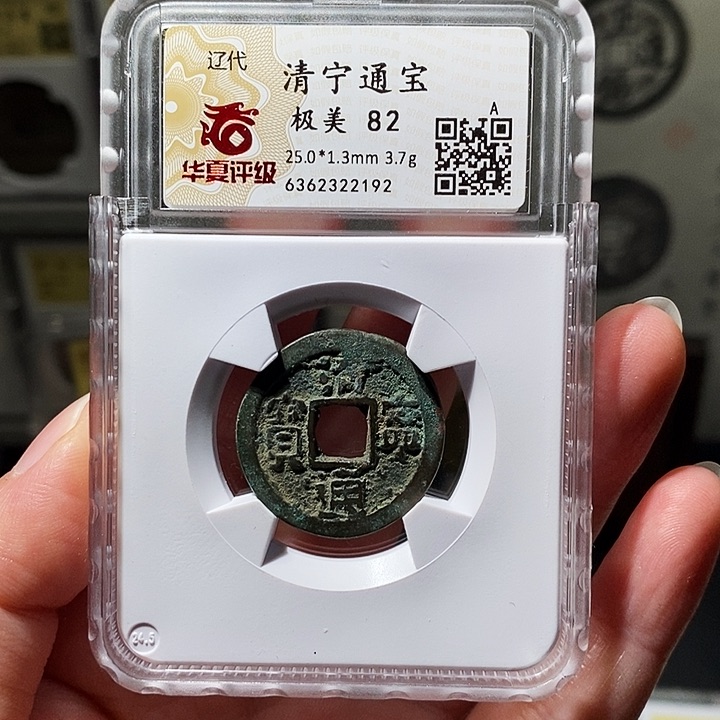 辽代
清宁通宝
极美 82
A
华夏评级
25.0*1.3mm 3.7g
6362322192
清
寶 寧
通
24.5